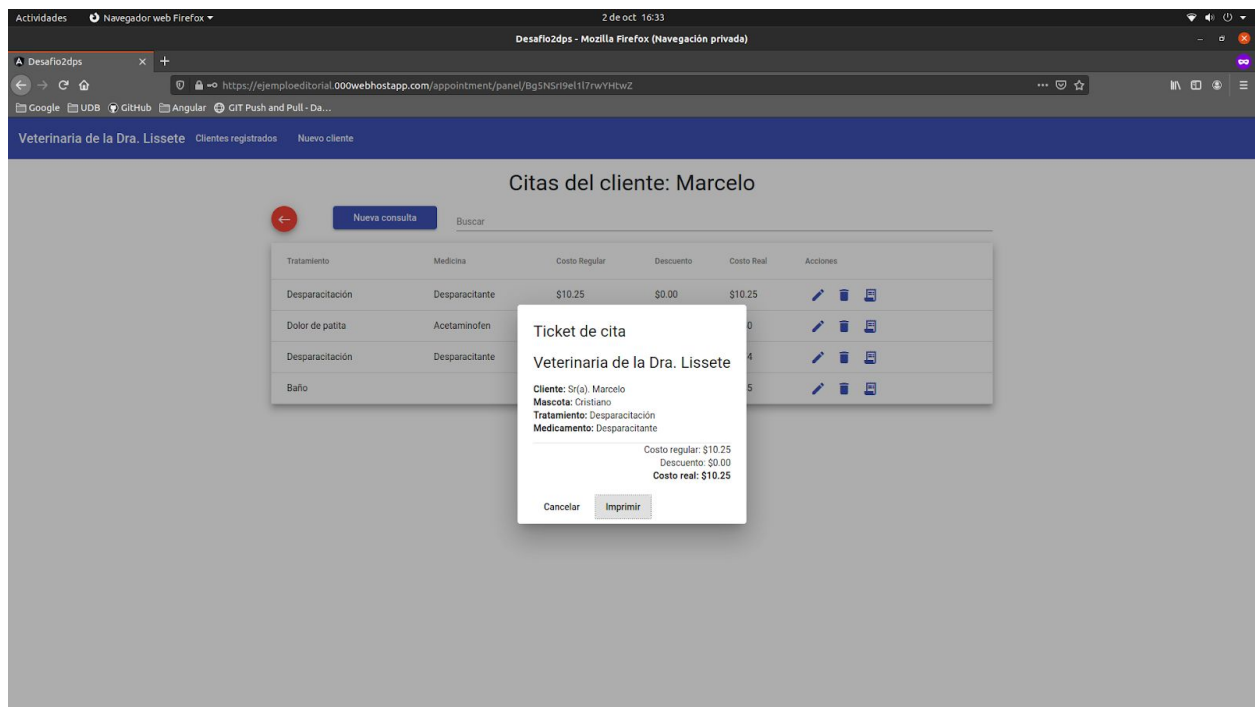 Actividades Navegador web Firefox 2 de oct 16:33
Desafio2dps - Mozilla Firefox (Navegación privada)
Desafio2dps
https://ejemploeditorial.000webhostapp.com/appointment/panel/Bg5NSrI9el1l7rwYHtwZ
Google UDB GitHub Angular GIT Push and Pull - Da...
Veterinaria de la Dra. Lissete Clientes registrados Nuevo cliente
Citas del cliente: Marcelo
Nueva consulta Buscar
Tratamiento Medicina Costo Regular Descuento Costo Real Acciones
Desparacitación Desparacitante $10.25 $0.00 $10.25
Dolor de patita Acetaminofen 0
Desparacitación Desparacitante 4
Baño 5
Ticket de cita
Veterinaria de la Dra. Lissete
Cliente: Sr(a). Marcelo
Mascota: Cristiano
Tratamiento: Desparacitación
Medicamento: Desparacitante
Costo regular: $10.25
Descuento: $0.00
Costo real: $10.25
Cancelar Imprimir